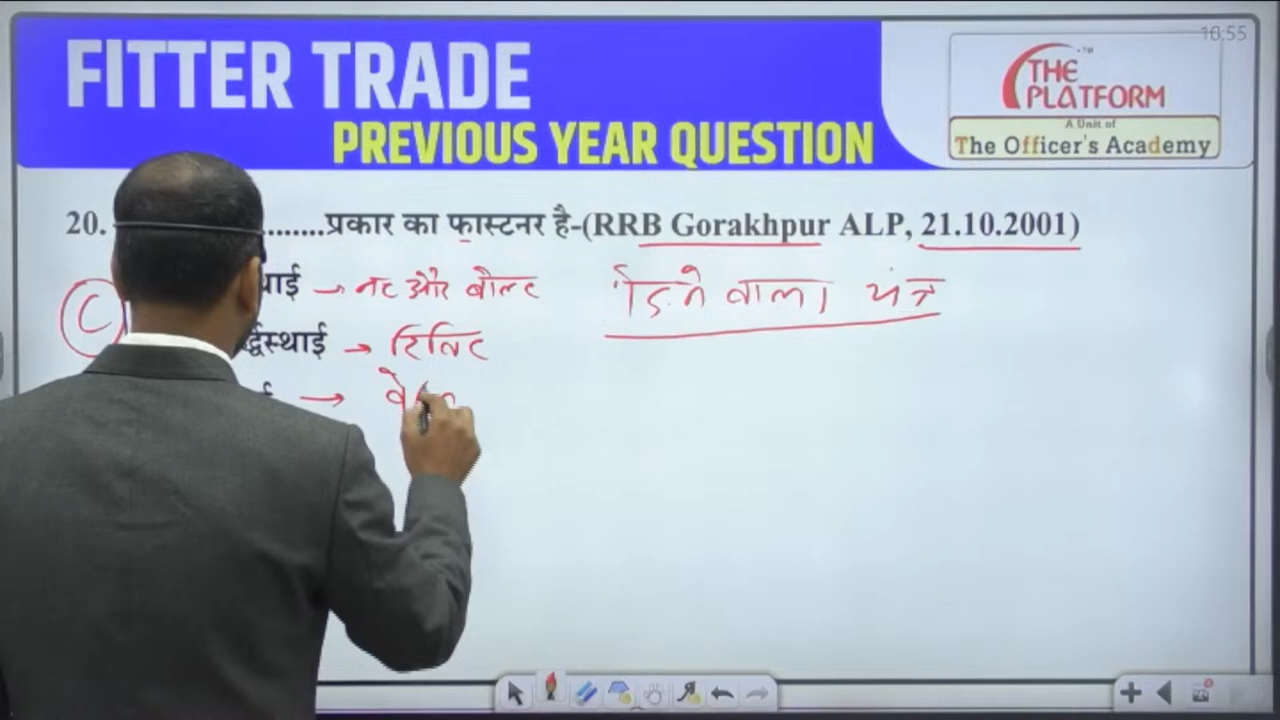 10:55
FITTER TRADE
PREVIOUS YEAR QUESTION
THE
PLATFORM
™
A Unit of
The Officer's Academy
20. ........प्रकार का फास्टनर है-(RRB Gorakhpur ALP, 21.10.2001)
→ नट और बोल्ट
वाला यंत्र
C
→ रिविट
→